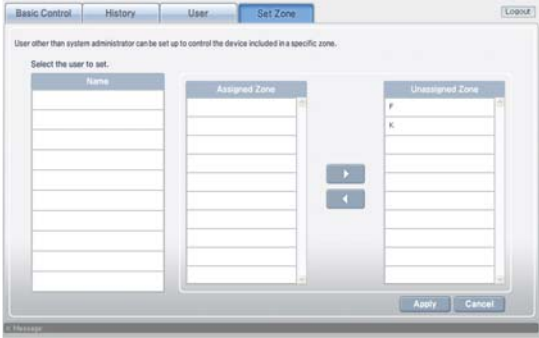 Basic Control History User Set Zone Logout
User other than system administrator can be set up to control the device included in a specific zone.
Select the user to set.
Name Assigned Zone Unassigned Zone
F
K
Apply Cancel
Message